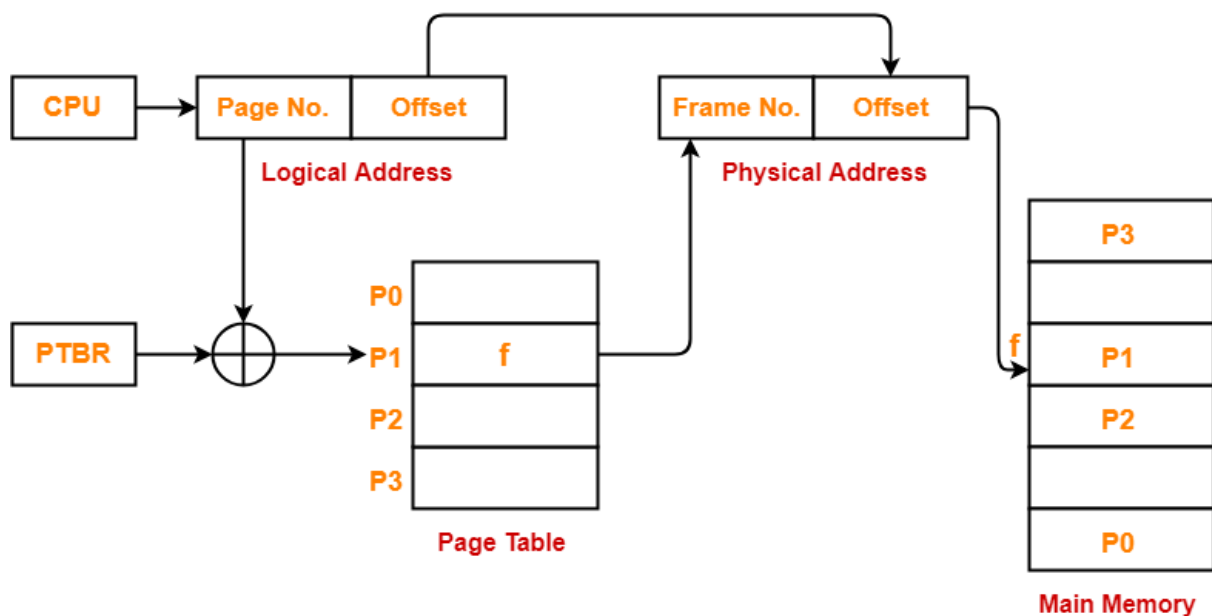 CPU
Page No.
Offset
Frame No.
Offset
Logical Address
Physical Address
P3
P0
PTBR
P1
f
f
P1
P2
P2
P3
Page Table
P0
Main Memory